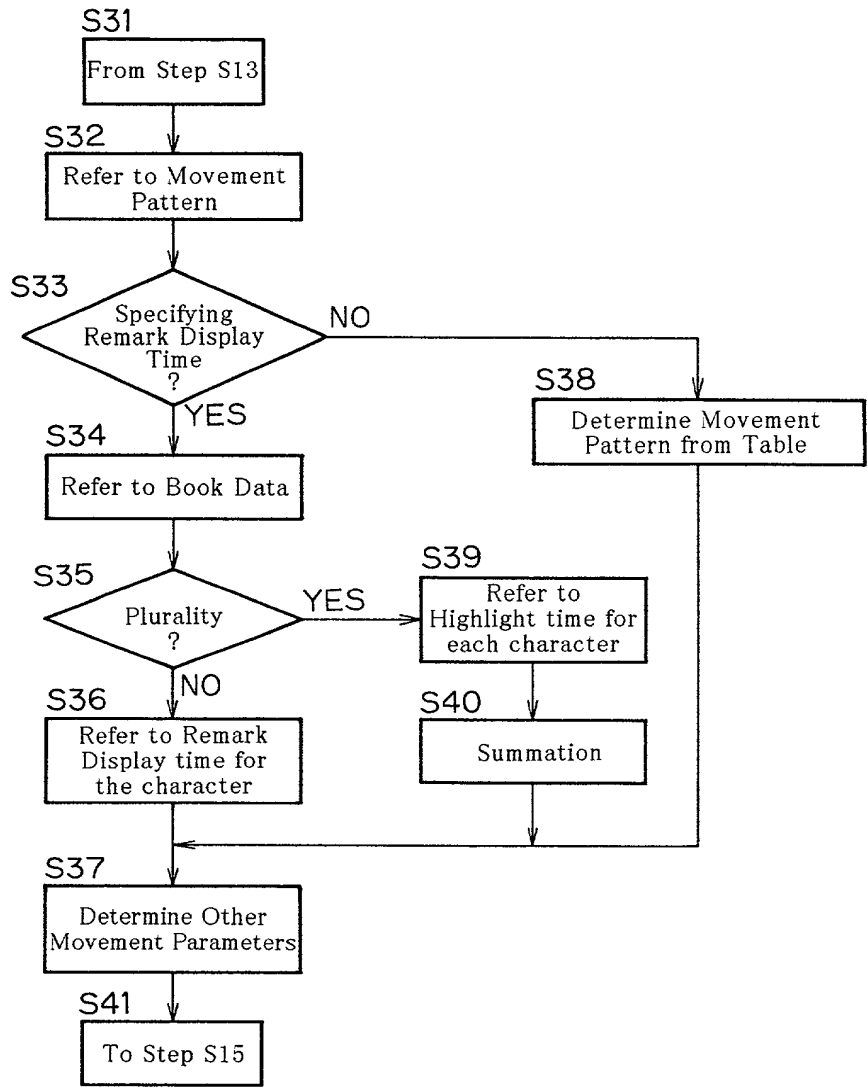 S31
From Step S13
S32
Refer to Movement
Pattern
S33
Specifying
Remark Display
Time
?
NO
YES
S38
Determine Movement
Pattern from Table
S34
Refer to Book Data
S35
Plurality
?
YES
NO
S39
Refer to
Highlight time for
each character
S40
Summation
S36
Refer to Remark
Display time for
the character
S37
Determine Other
Movement Parameters
S41
To Step S15